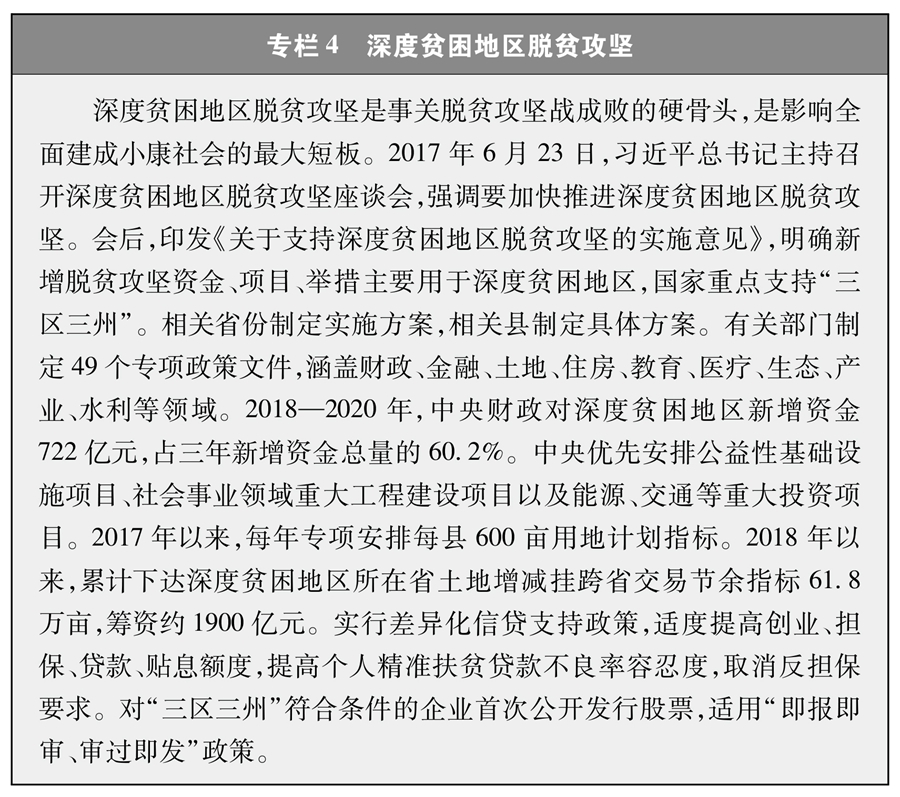 专栏 4　深度贫困地区脱贫攻坚
深度贫困地区脱贫攻坚是事关脱贫攻坚战成败的硬骨头，是影响全
面建成小康社会的最大短板。2017 年 6 月 23 日，习近平总书记主持召
开深度贫困地区脱贫攻坚座谈会，强调要加快推进深度贫困地区脱贫攻
坚。会后，印发《关于支持深度贫困地区脱贫攻坚的实施意见》，明确新
增脱贫攻坚资金、项目、举措主要用于深度贫困地区，国家重点支持“三
区三州”。相关省份制定实施方案，相关县制定具体方案。有关部门制
定 49 个专项政策文件，涵盖财政、金融、土地、住房、教育、医疗、生态、产
业、水利等领域。2018—2020 年，中央财政对深度贫困地区新增资金
722 亿元，占三年新增资金总量的 60. 2%。中央优先安排公益性基础设
施项目、社会事业领域重大工程建设项目以及能源、交通等重大投资项
目。2017 年以来，每年专项安排每县 600 亩用地计划指标。2018 年以
来，累计下达深度贫困地区所在省土地增减挂跨省交易节余指标 61. 8
万亩，筹资约 1900 亿元。实行差异化信贷支持政策，适度提高创业、担
保、贷款、贴息额度，提高个人精准扶贫贷款不良率容忍度，取消反担保
要求。对“三区三州”符合条件的企业首次公开发行股票，适用“即报即
审、审过即发”政策。